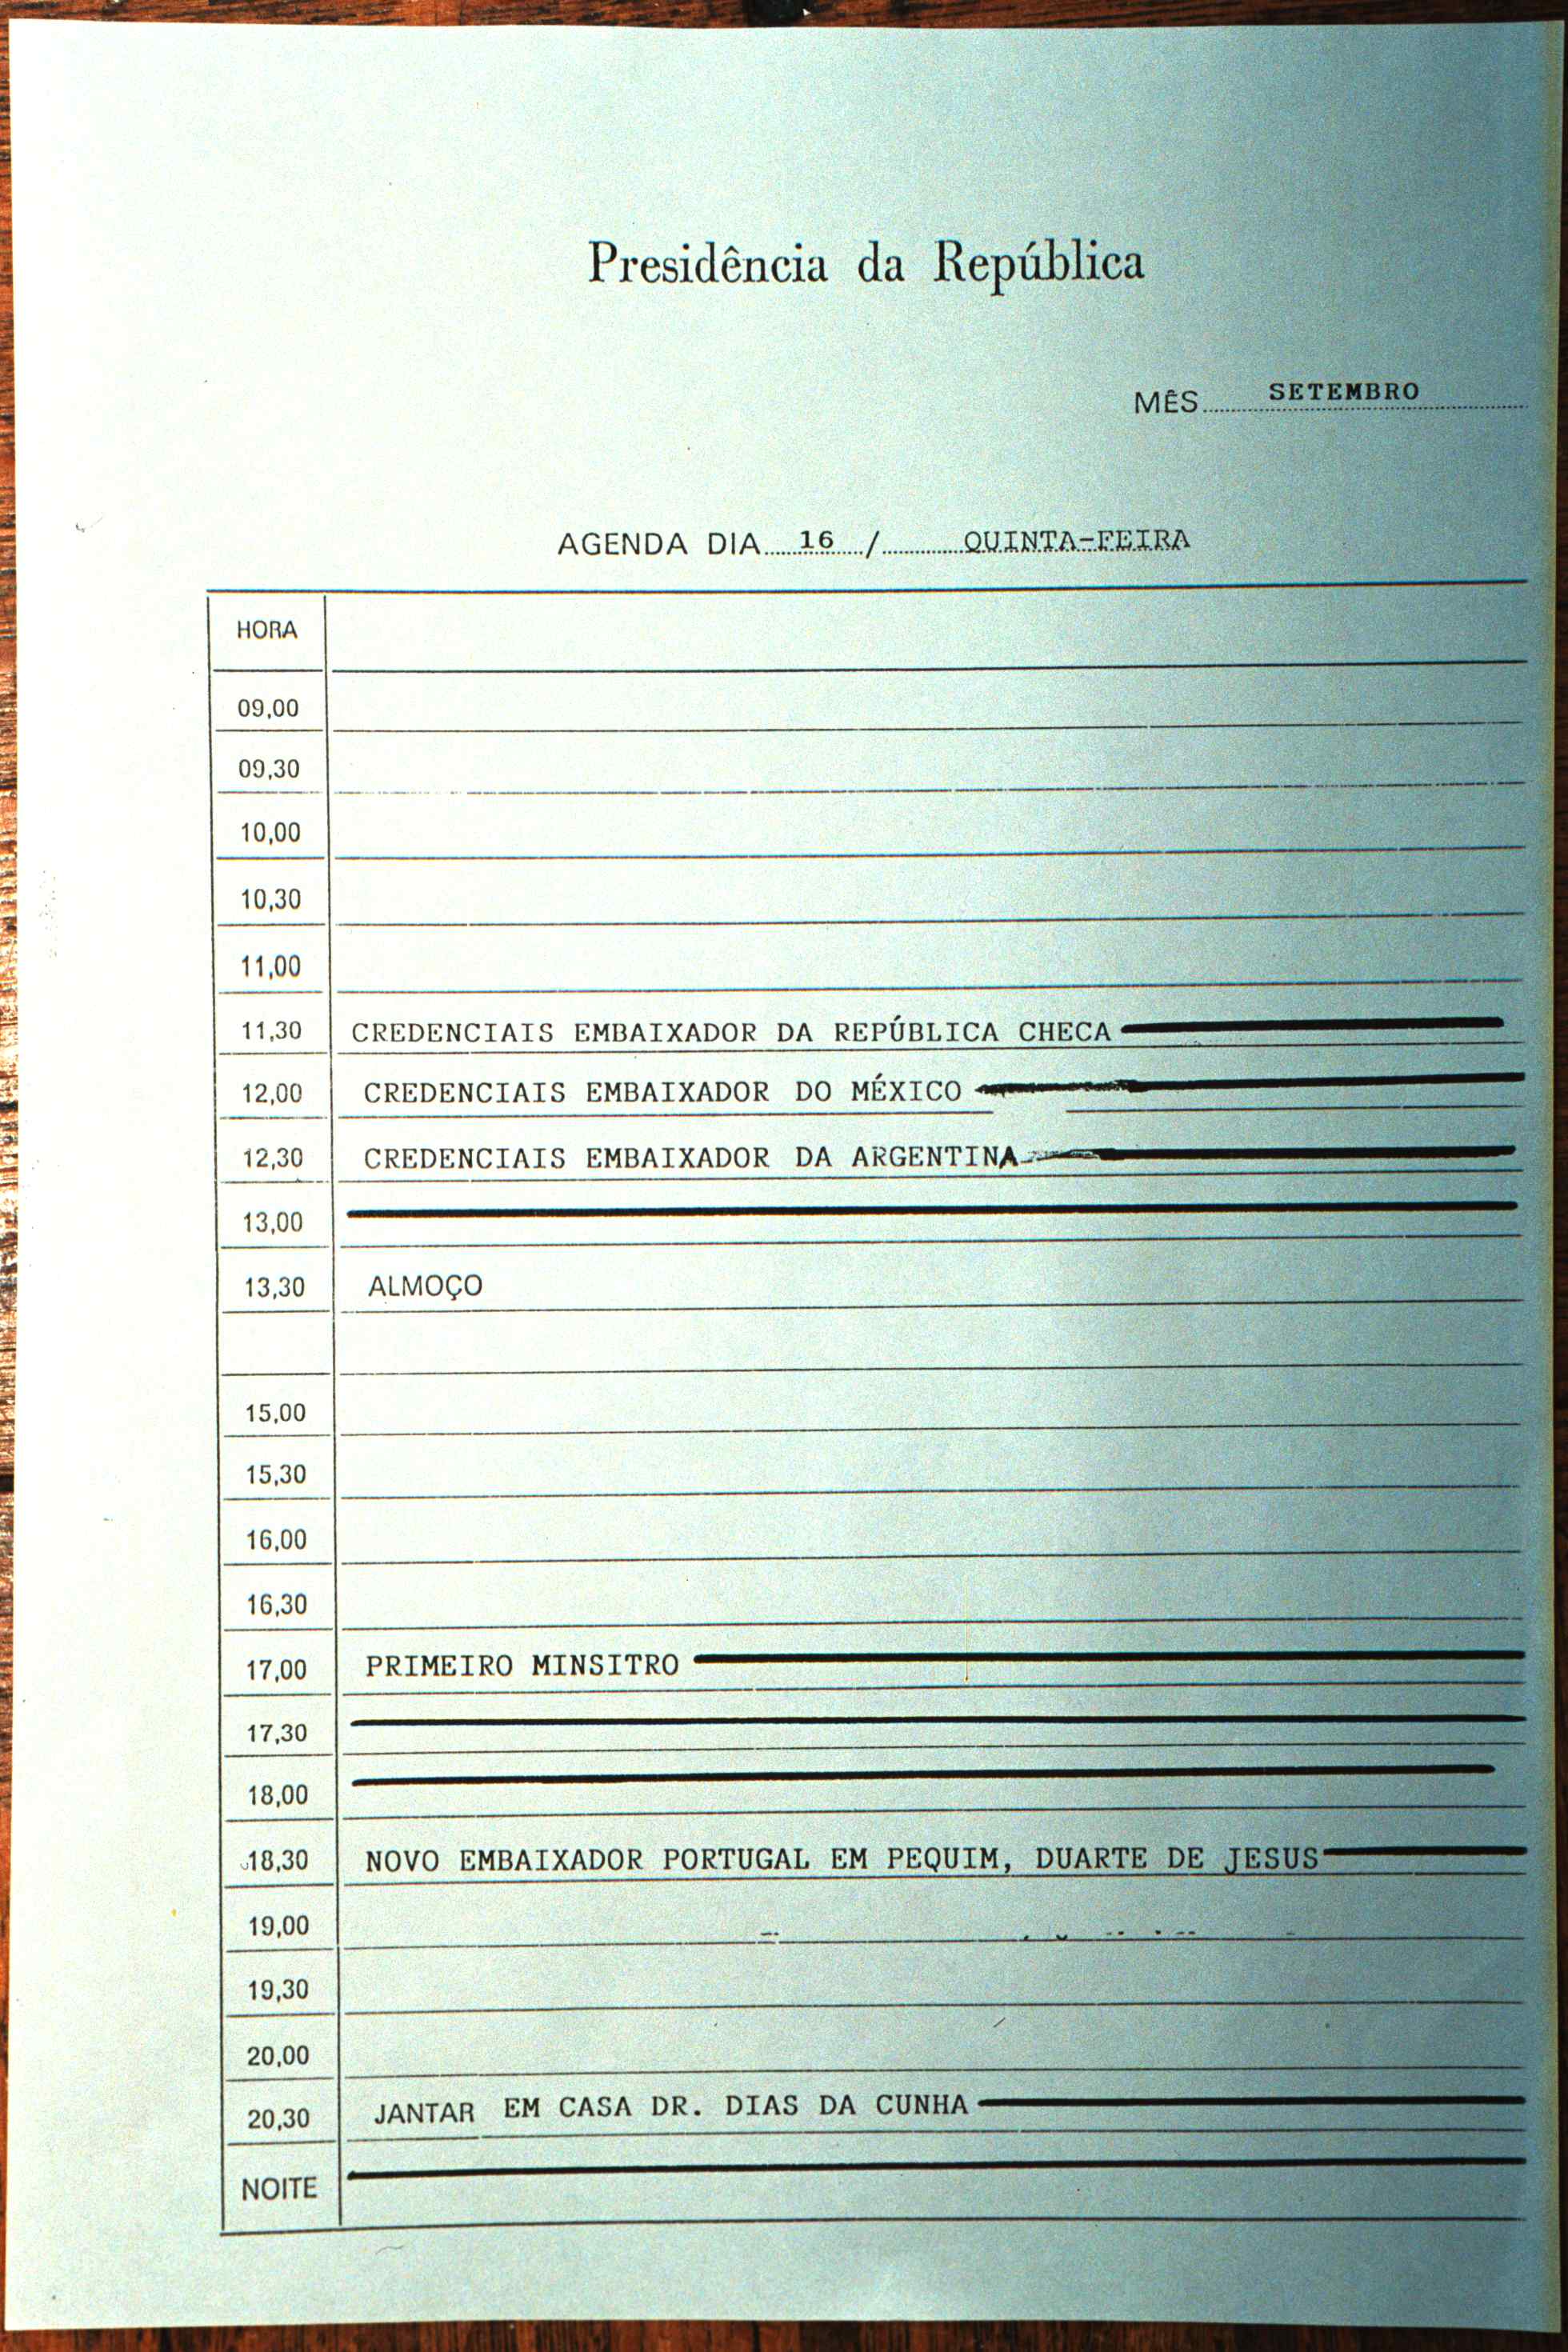 Presidência da República
MÊS SETEMBRO
AGENDA DIA 16 / QUINTA-FEIRA
HORA
09,00
09,30
10,00
10,30
11,00
11,30 CREDENCIAIS EMBAIXADOR DA REPÚBLICA CHECA
12,00 CREDENCIAIS EMBAIXADOR DO MÉXICO
12,30 CREDENCIAIS EMBAIXADOR DA ARGENTINA
13,00
13,30 ALMOÇO
15,00
15,30
16,00
16,30
17,00 PRIMEIRO MINSITRO
17,30
18,00
18,30 NOVO EMBAIXADOR PORTUGAL EM PEQUIM, DUARTE DE JESUS
19,00
19,30
20,00
20,30 JANTAR EM CASA DR. DIAS DA CUNHA
NOITE